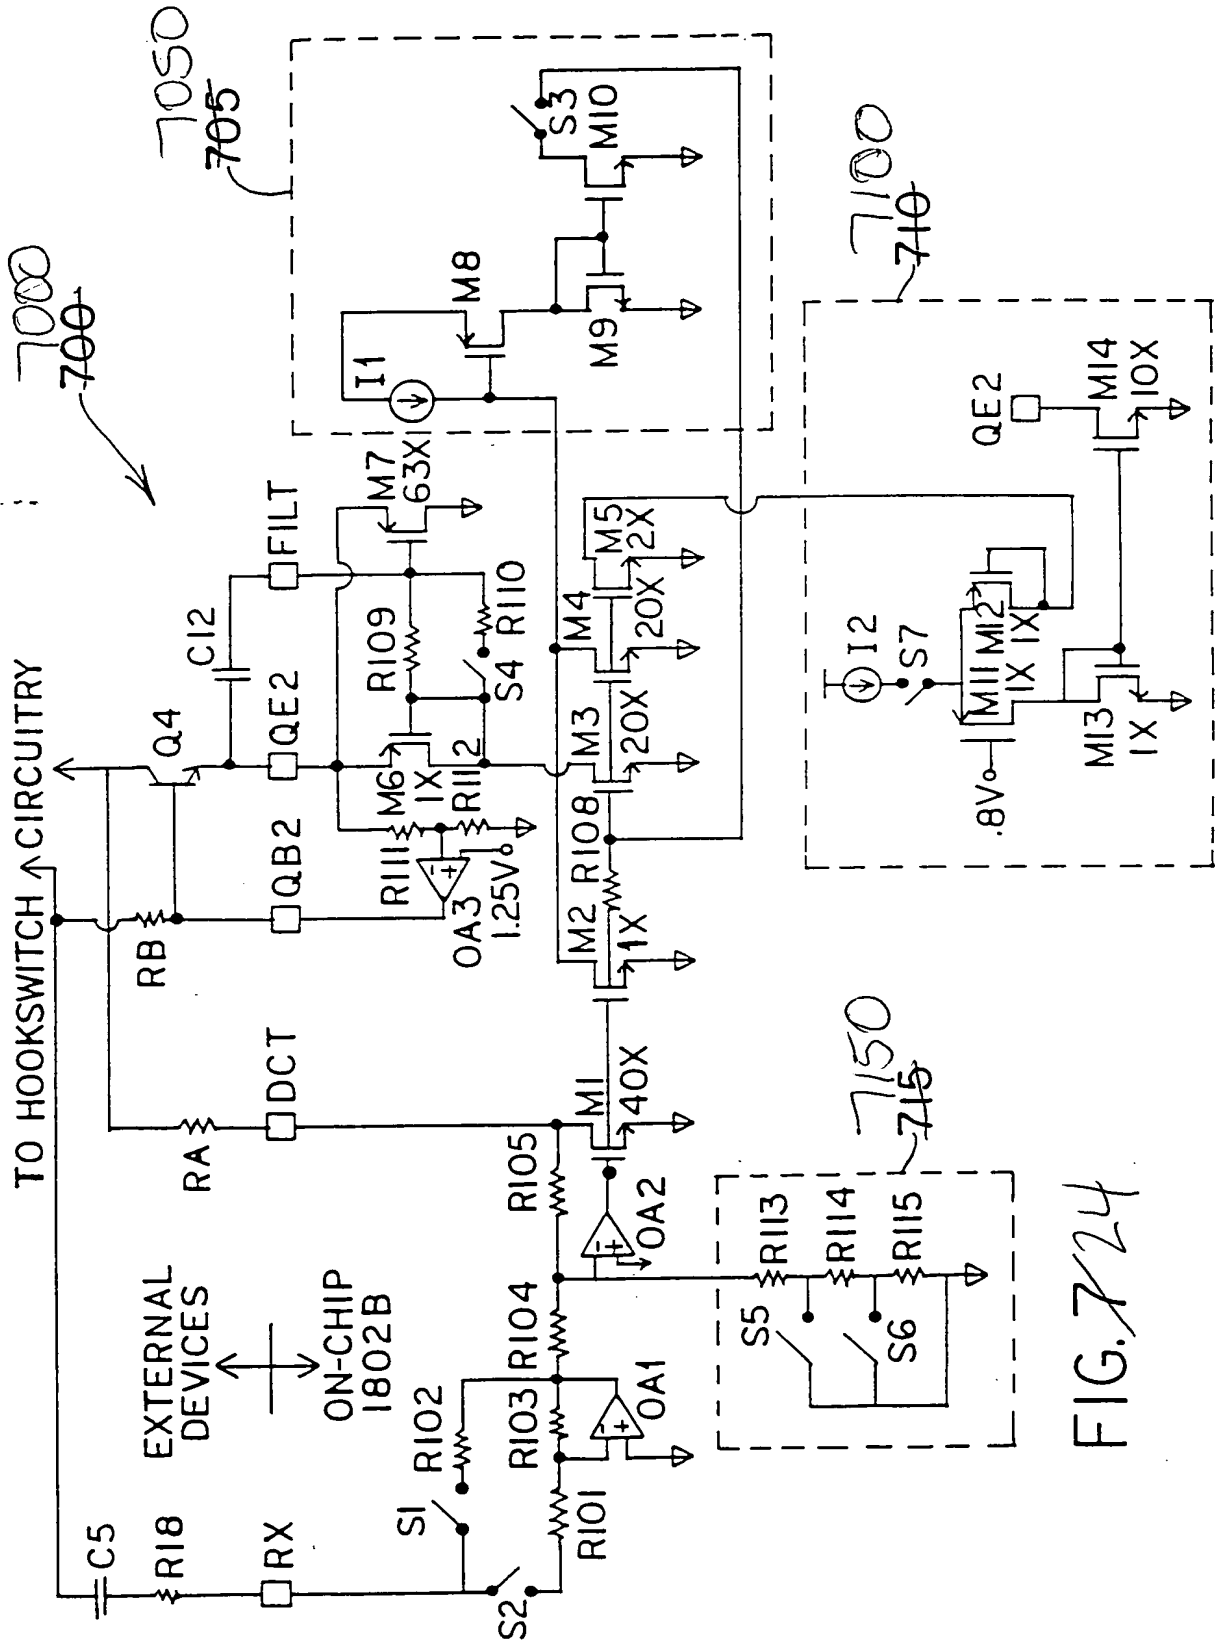 7000
700
7050
705
TO HOOKSWITCH CIRCUITRY
C5
R18
RX
S1
S2
R101
R102
R103
OA1
R104
R105
EXTERNAL
DEVICES
ON-CHIP
1802B
RA
DCT
RB
QB2
Q4
QE2
C12
FILT
M7
63X
R109
R110
S4
M6
1X
R111
R112
OA3
1.25V
I1
M8
M9
M10
S3
M1
40X
OA2
M2
1X
R108
M3
20X
M4
20X
M5
2X
7100
710
I2
S7
M11
1X
M12
1X
.8V
M13
1X
QE2
M14
10X
7150
715
R113
R114
R115
S5
S6
FIG. 7 24